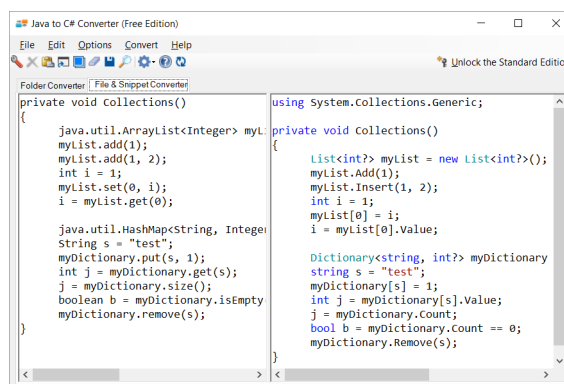 Java to C# Converter (Free Edition)
File Edit Options Convert Help
Unlock the Standard Editio
Folder Converter File & Snippet Converter
private void Collections()
{
java.util.ArrayList<Integer> myL
myList.add(1);
myList.add(1, 2);
int i = 1;
myList.set(0, i);
i = myList.get(0);
java.util.HashMap<String, Intege
String s = "test";
myDictionary.put(s, 1);
int j = myDictionary.get(s);
j = myDictionary.size();
boolean b = myDictionary.isEmpty
myDictionary.remove(s);
}
using System.Collections.Generic;
private void Collections()
{
List<int?> myList = new List<int?>();
myList.Add(1);
myList.Insert(1, 2);
int i = 1;
myList[0] = i;
i = myList[0].Value;
Dictionary<string, int?> myDictionary
string s = "test";
myDictionary[s] = 1;
int j = myDictionary[s].Value;
j = myDictionary.Count;
bool b = myDictionary.Count == 0;
myDictionary.Remove(s);
}